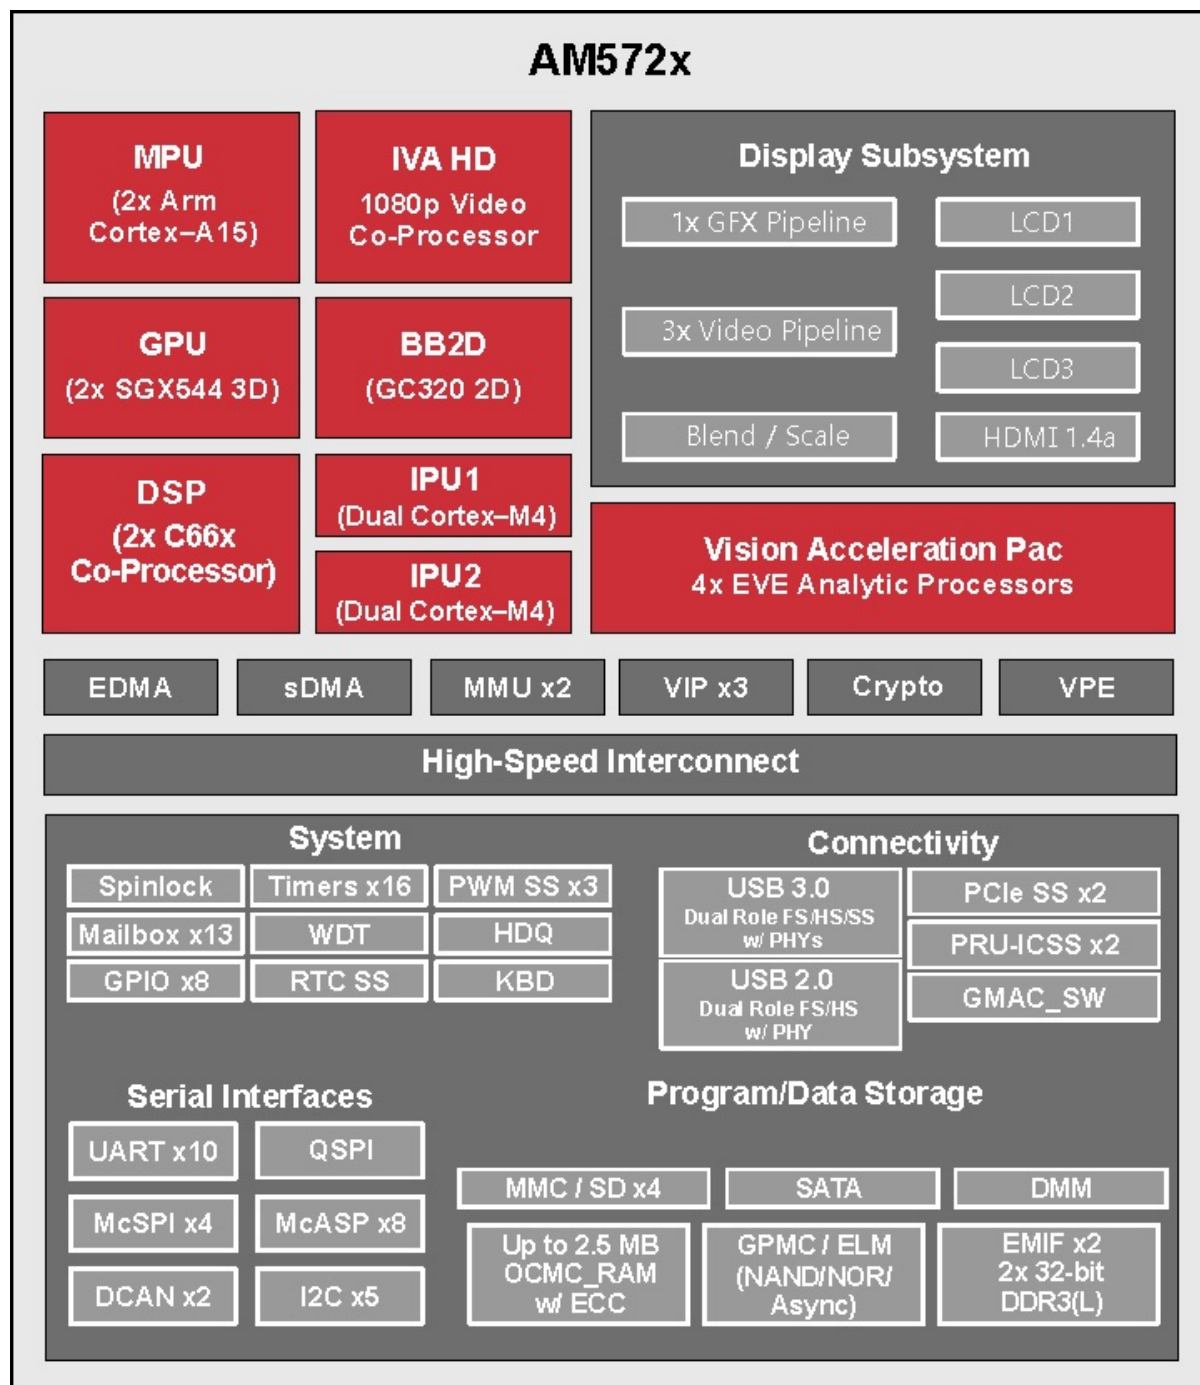 AM572x
MPU
(2x Arm
Cortex–A15)
IVA HD
1080p Video
Co-Processor
Display Subsystem
1x GFX Pipeline
LCD1
LCD2
3x Video Pipeline
LCD3
Blend / Scale
HDMI 1.4a
GPU
(2x SGX544 3D)
BB2D
(GC320 2D)
DSP
(2x C66x
Co-Processor)
IPU1
(Dual Cortex–M4)
IPU2
(Dual Cortex–M4)
Vision Acceleration Pac
4x EVE Analytic Processors
EDMA
sDMA
MMU x2
VIP x3
Crypto
VPE
High-Speed Interconnect
System
Spinlock
Timers x16
PWM SS x3
Mailbox x13
WDT
HDQ
GPIO x8
RTC SS
KBD
Connectivity
USB 3.0
Dual Role FS/HS/SS
w/ PHYs
USB 2.0
Dual Role FS/HS
w/ PHY
PCIe SS x2
PRU-ICSS x2
GMAC_SW
Serial Interfaces
UART x10
QSPI
McSPI x4
McASP x8
DCAN x2
I2C x5
Program/Data Storage
MMC / SD x4
SATA
DMM
Up to 2.5 MB
OCMC_RAM
w/ ECC
GPMC / ELM
(NAND/NOR/
Async)
EMIF x2
2x 32-bit
DDR3(L)